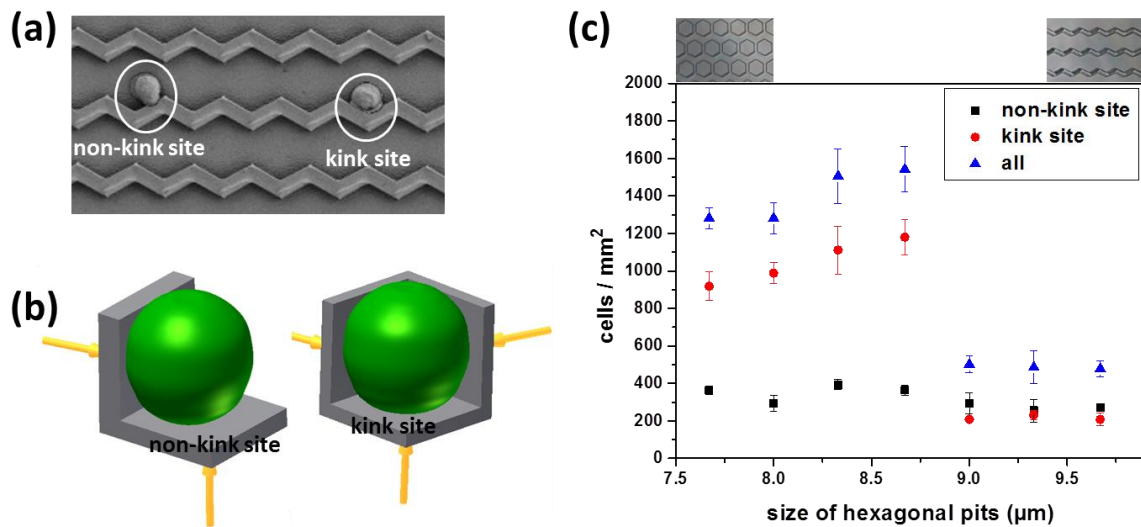 (a)
non-kink site
kink site
(b)
non-kink site
kink site
(c)
non-kink site
kink site
all
cells / mm²
2000
1800
1600
1400
1200
1000
800
600
400
200
0
7.5
8.0
8.5
9.0
9.5
size of hexagonal pits (µm)